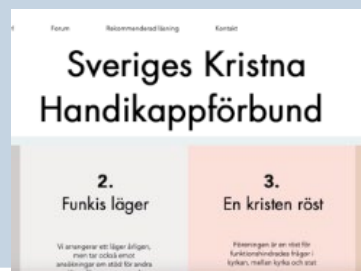 Forum Rekommenderad läsning Kontakt
Sveriges Kristna
Handikappförbund
2.
Funkis läger
Vi arrangerar ett läger årligen,
men tar också emot
ansökningar om stöd för andra
3.
En kristen röst
Föreningen är en röst för
funktionshindrades frågor i
kyrkan, mellan kyrka och stat